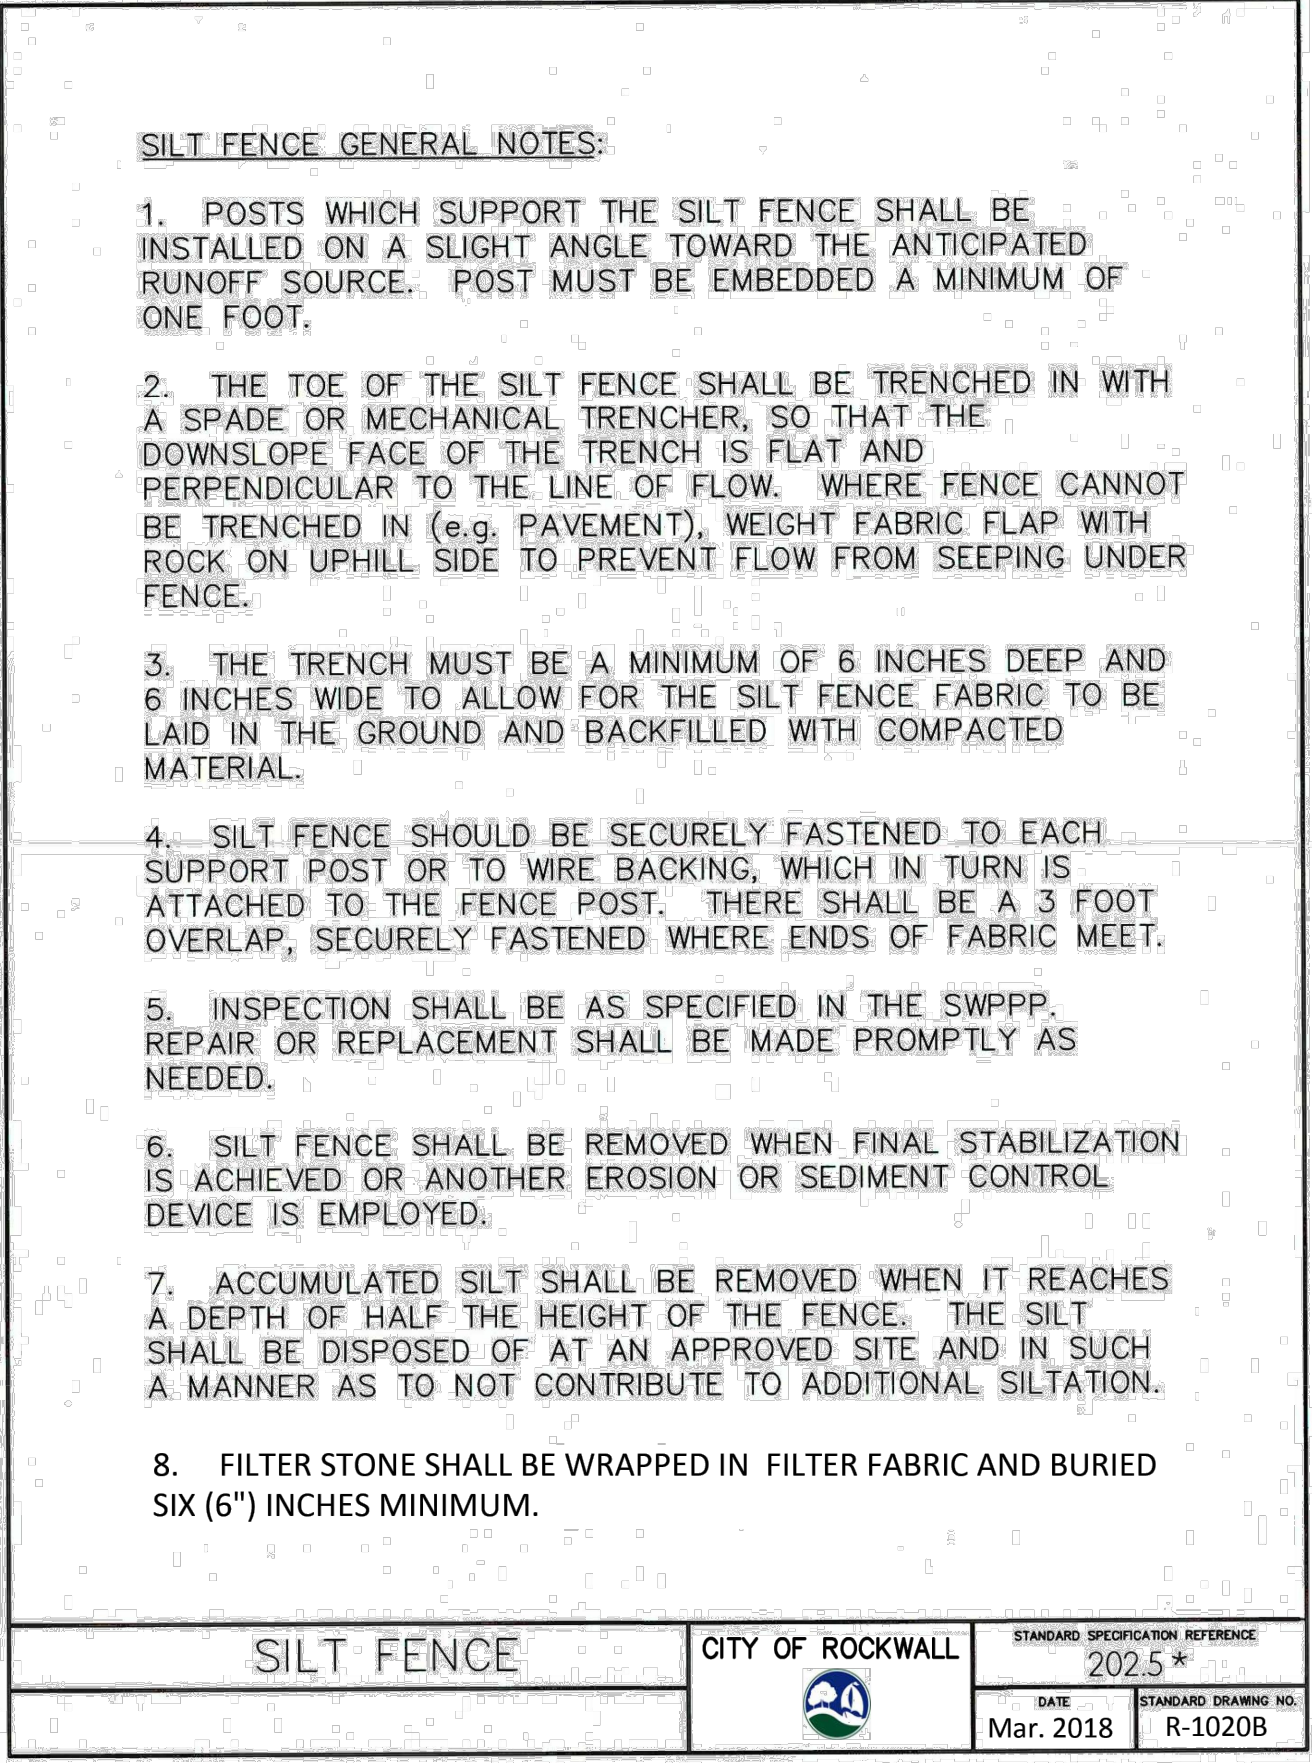 SILT FENCE GENERAL NOTES:
1. POSTS WHICH SUPPORT THE SILT FENCE SHALL BE
INSTALLED ON A SLIGHT ANGLE TOWARD THE ANTICIPATED
RUNOFF SOURCE. POST MUST BE EMBEDDED A MINIMUM OF
ONE FOOT.
2. THE TOE OF THE SILT FENCE SHALL BE TRENCHED IN WITH
A SPADE OR MECHANICAL TRENCHER, SO THAT THE
DOWNSLOPE FACE OF THE TRENCH IS FLAT AND
PERPENDICULAR TO THE LINE OF FLOW. WHERE FENCE CANNOT
BE TRENCHED IN (e.g. PAVEMENT), WEIGHT FABRIC FLAP WITH
ROCK ON UPHILL SIDE TO PREVENT FLOW FROM SEEPING UNDER
FENCE.
3. THE TRENCH MUST BE A MINIMUM OF 6 INCHES DEEP AND
6 INCHES WIDE TO ALLOW FOR THE SILT FENCE FABRIC TO BE
LAID IN THE GROUND AND BACKFILLED WITH COMPACTED
MATERIAL.
4. SILT FENCE SHOULD BE SECURELY FASTENED TO EACH
SUPPORT POST OR TO WIRE BACKING, WHICH IN TURN IS
ATTACHED TO THE FENCE POST. THERE SHALL BE A 3 FOOT
OVERLAP, SECURELY FASTENED WHERE ENDS OF FABRIC MEET.
5. INSPECTION SHALL BE AS SPECIFIED IN THE SWPPP.
REPAIR OR REPLACEMENT SHALL BE MADE PROMPTLY AS
NEEDED.
6. SILT FENCE SHALL BE REMOVED WHEN FINAL STABILIZATION
IS ACHIEVED OR ANOTHER EROSION OR SEDIMENT CONTROL
DEVICE IS EMPLOYED.
7. ACCUMULATED SILT SHALL BE REMOVED WHEN IT REACHES
A DEPTH OF HALF THE HEIGHT OF THE FENCE. THE SILT
SHALL BE DISPOSED OF AT AN APPROVED SITE AND IN SUCH
A MANNER AS TO NOT CONTRIBUTE TO ADDITIONAL SILTATION.
8. FILTER STONE SHALL BE WRAPPED IN FILTER FABRIC AND BURIED
SIX (6") INCHES MINIMUM.
SILT FENCE
CITY OF ROCKWALL
STANDARD SPECIFICATION REFERENCE
202.5 *
DATE
Mar. 2018
STANDARD DRAWING NO.
R-1020B